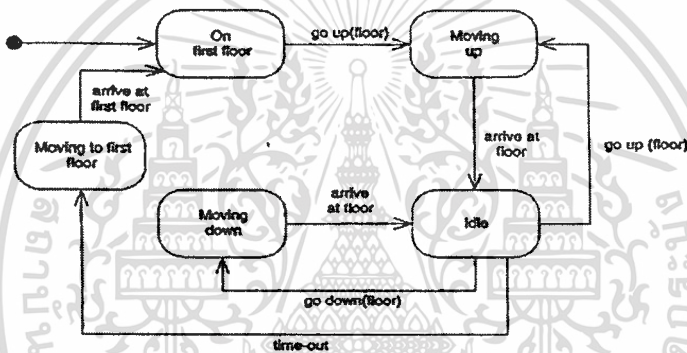 On
first floor
go up(floor)
Moving
up
arrive at
first floor
Moving to first
floor
arrive at
floor
go up (floor)
Moving
down
arrive
at floor
Idle
go down(floor)
time-out